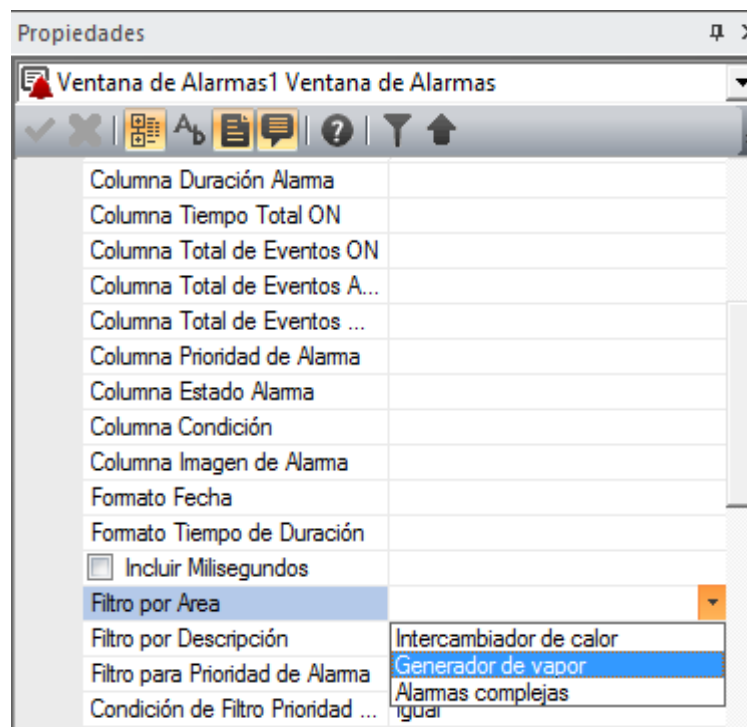 Propiedades
Ventana de Alarmas1 Ventana de Alarmas
Columna Duración Alarma
Columna Tiempo Total ON
Columna Total de Eventos ON
Columna Total de Eventos A...
Columna Total de Eventos ...
Columna Prioridad de Alarma
Columna Estado Alarma
Columna Condición
Columna Imagen de Alarma
Formato Fecha
Formato Tiempo de Duración
Incluir Milisegundos
Filtro por Area
Filtro por Descripción Intercambiador de calor
Filtro para Prioridad de Alarma Generador de vapor
Alarmas complejas
Condición de Filtro Prioridad ... Igual